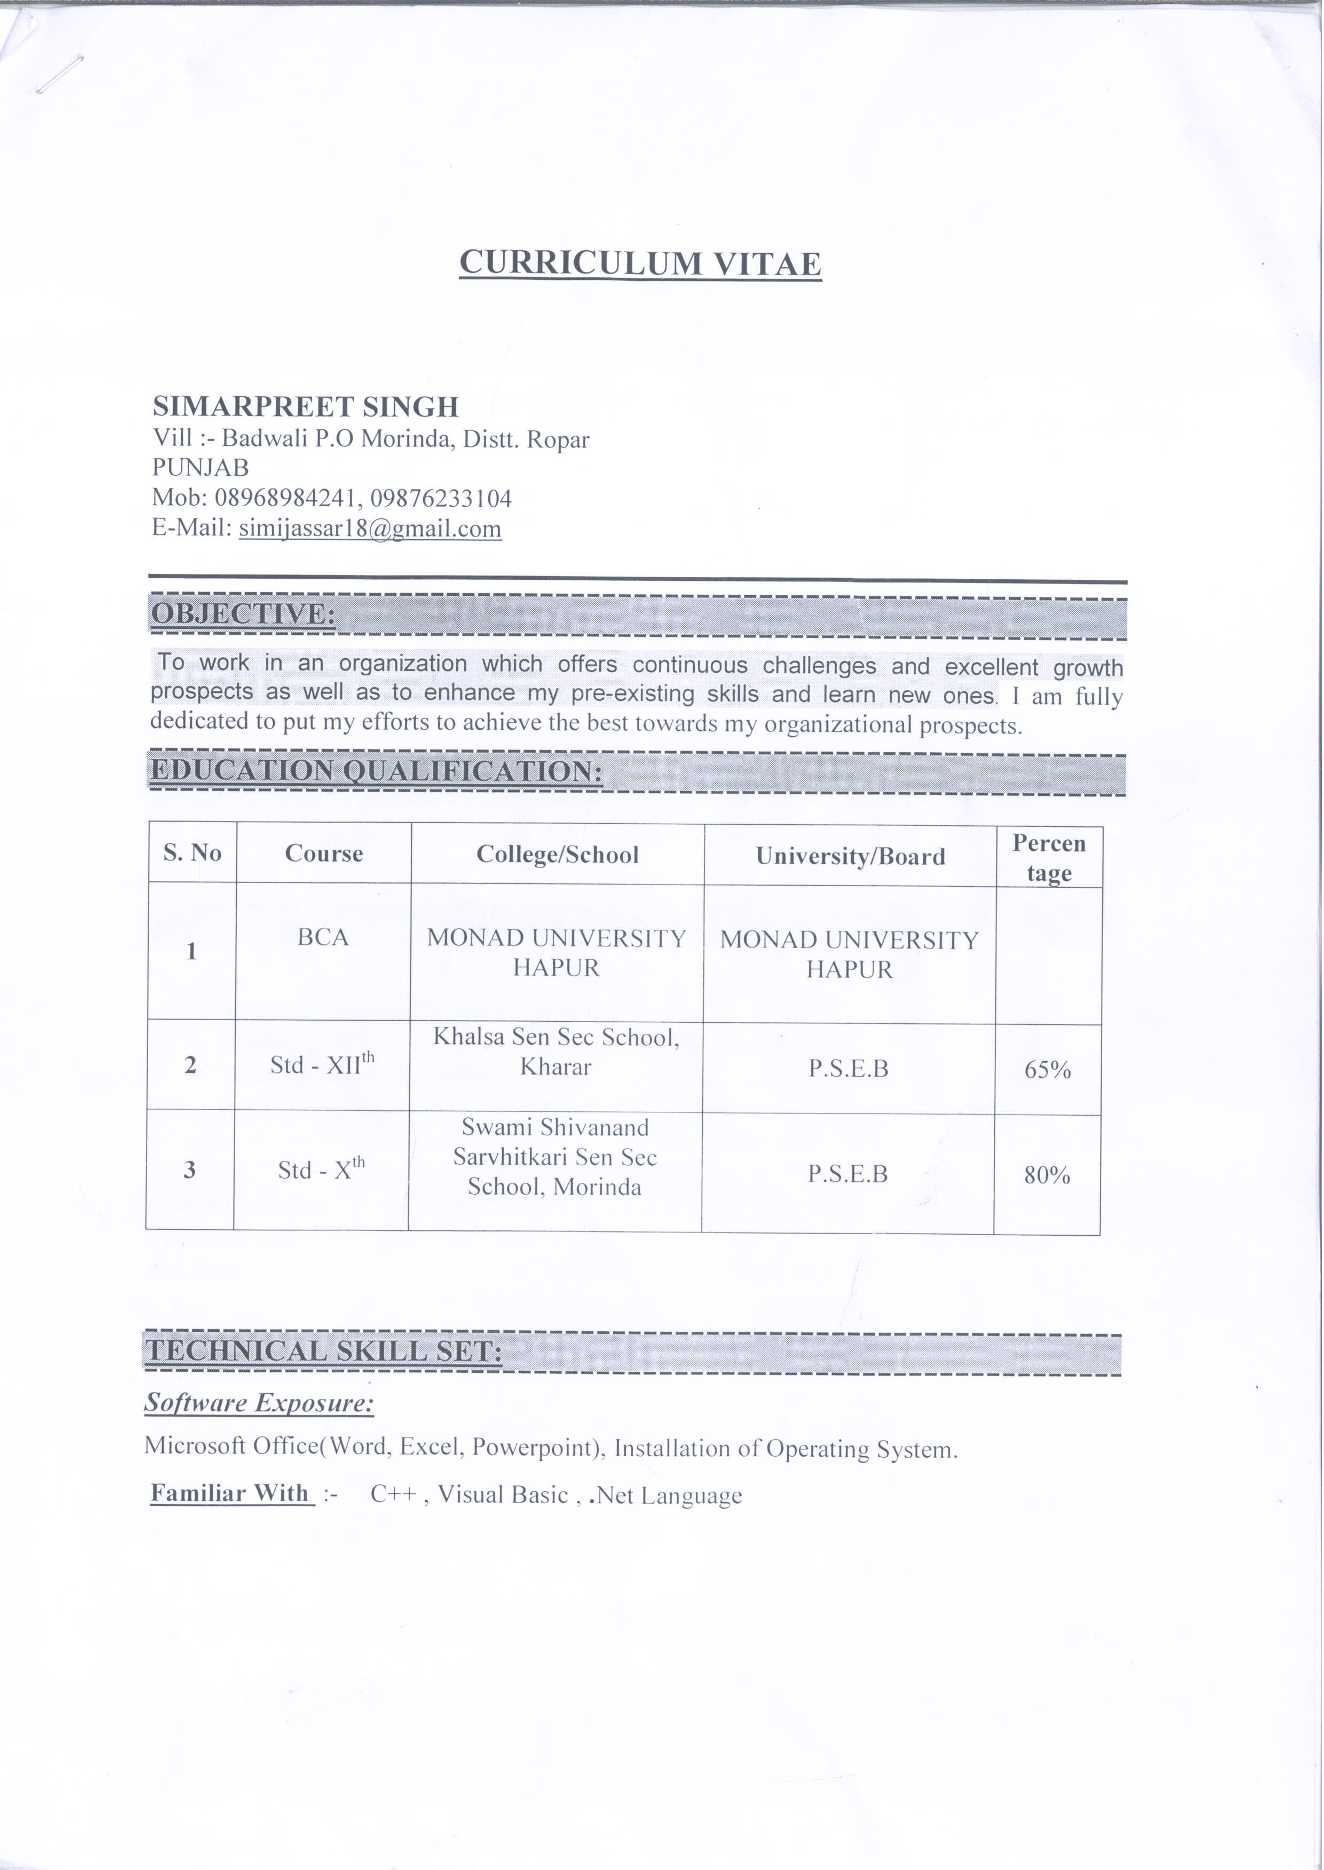 CURRICULUM VITAE
SIMARPREET SINGH
Vill :- Badwali P.O Morinda, Distt. Ropar
PUNJAB
Mob: 08968984241, 09876233104
E-Mail: simijassar18@gmail.com
OBJECTIVE:
To work in an organization which offers continuous challenges and excellent growth
prospects as well as to enhance my pre-existing skills and learn new ones. I am fully
dedicated to put my efforts to achieve the best towards my organizational prospects.
EDUCATION QUALIFICATION:
S. No Course College/School University/Board Percen
tage
1 BCA MONAD UNIVERSITY MONAD UNIVERSITY
HAPUR HAPUR
Khalsa Sen Sec School,
2 Std - XIIth Kharar P.S.E.B 65%
Swami Shivanand
3 Std - Xth Sarvhitkari Sen Sec P.S.E.B 80%
School, Morinda
TECHNICAL SKILL SET:
Software Exposure:
Microsoft Office(Word, Excel, Powerpoint), Installation of Operating System.
Familiar With :- C++ , Visual Basic , .Net Language